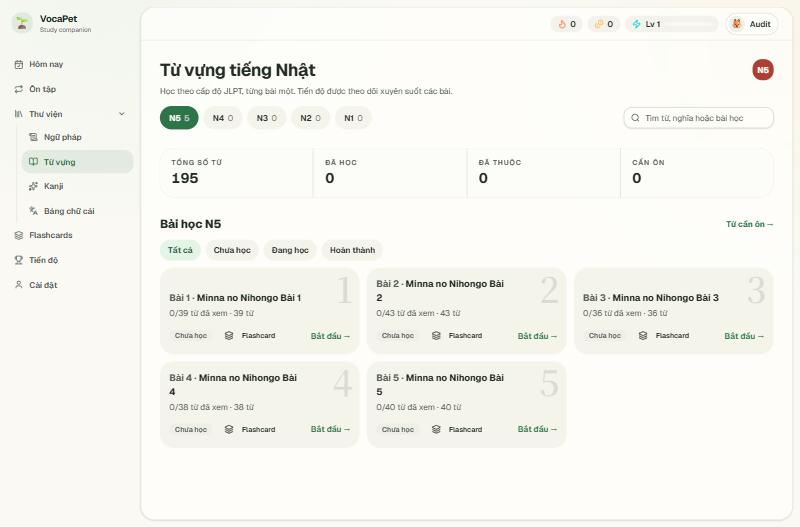 VocaPet
Study companion
0
0
Lv 1
Audit
Hôm nay
Ôn tập
Thư viện
Ngữ pháp
Từ vựng
Kanji
Bảng chữ cái
Flashcards
Tiến độ
Cài đặt
Từ vựng tiếng Nhật
N5
Học theo cấp độ JLPT, từng bài một. Tiến độ được theo dõi xuyên suốt các bài.
N5 5
N4 0
N3 0
N2 0
N1 0
Tìm từ, nghĩa hoặc bài học
TỔNG SỐ TỪ
195
ĐÃ HỌC
0
ĐÃ THUỘC
0
CẦN ÔN
0
Bài học N5
Từ cần ôn →
Tất cả
Chưa học
Đang học
Hoàn thành
1
Bài 1 · Minna no Nihongo Bài 1
0/39 từ đã xem · 39 từ
Chưa học
Flashcard
Bắt đầu →
2
Bài 2 · Minna no Nihongo Bài
2
0/43 từ đã xem · 43 từ
Chưa học
Flashcard
Bắt đầu →
3
Bài 3 · Minna no Nihongo Bài 3
0/36 từ đã xem · 36 từ
Chưa học
Flashcard
Bắt đầu →
4
Bài 4 · Minna no Nihongo Bài
4
0/38 từ đã xem · 38 từ
Chưa học
Flashcard
Bắt đầu →
5
Bài 5 · Minna no Nihongo Bài
5
0/40 từ đã xem · 40 từ
Chưa học
Flashcard
Bắt đầu →